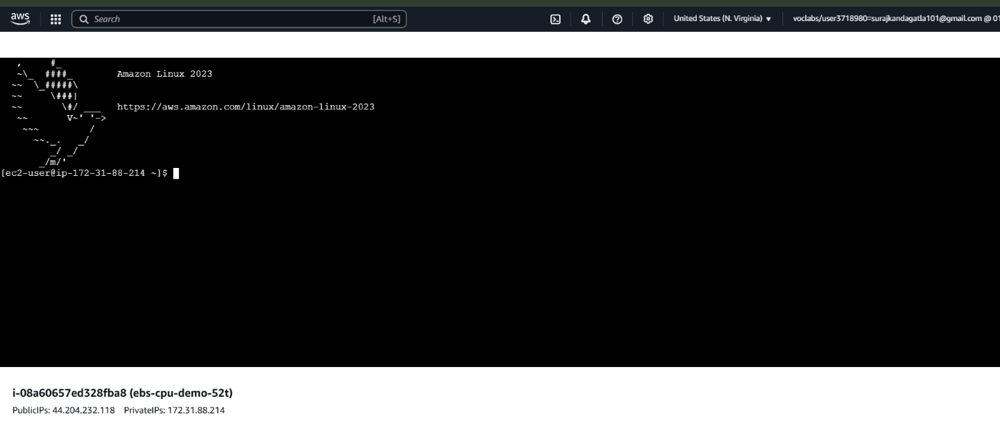 aws
Search [Alt+S]
United States (N. Virginia)
voclabs/user3718980=surajkandagatla101@gmail.com @ 01
   ,     #_
   ~\_  ####_        Amazon Linux 2023
  ~~  \_#####\
  ~~     \###|
  ~~       \#/ ___   https://aws.amazon.com/linux/amazon-linux-2023
   ~~       V~' '->
    ~~~         /
      ~~._.   _/
         _/ _/
       _/m/'
[ec2-user@ip-172-31-88-214 ~]$
i-08a60657ed328fba8 (ebs-cpu-demo-52t)
PublicIPs: 44.204.232.118 PrivateIPs: 172.31.88.214